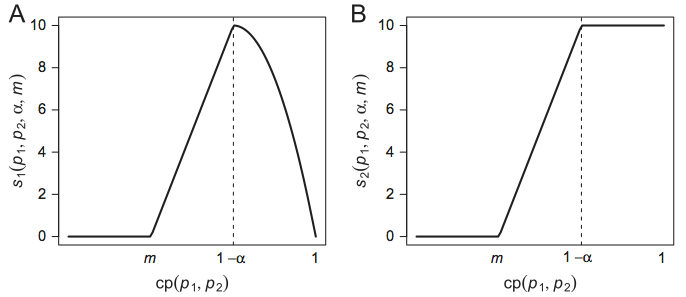 A
s₁(p₁, p₂, α, m)
10
8
6
4
2
0
m
1 –α
1
cp(p₁, p₂)
B
s₂(p₁, p₂, α, m)
10
8
6
4
2
0
m
1 –α
1
cp(p₁, p₂)